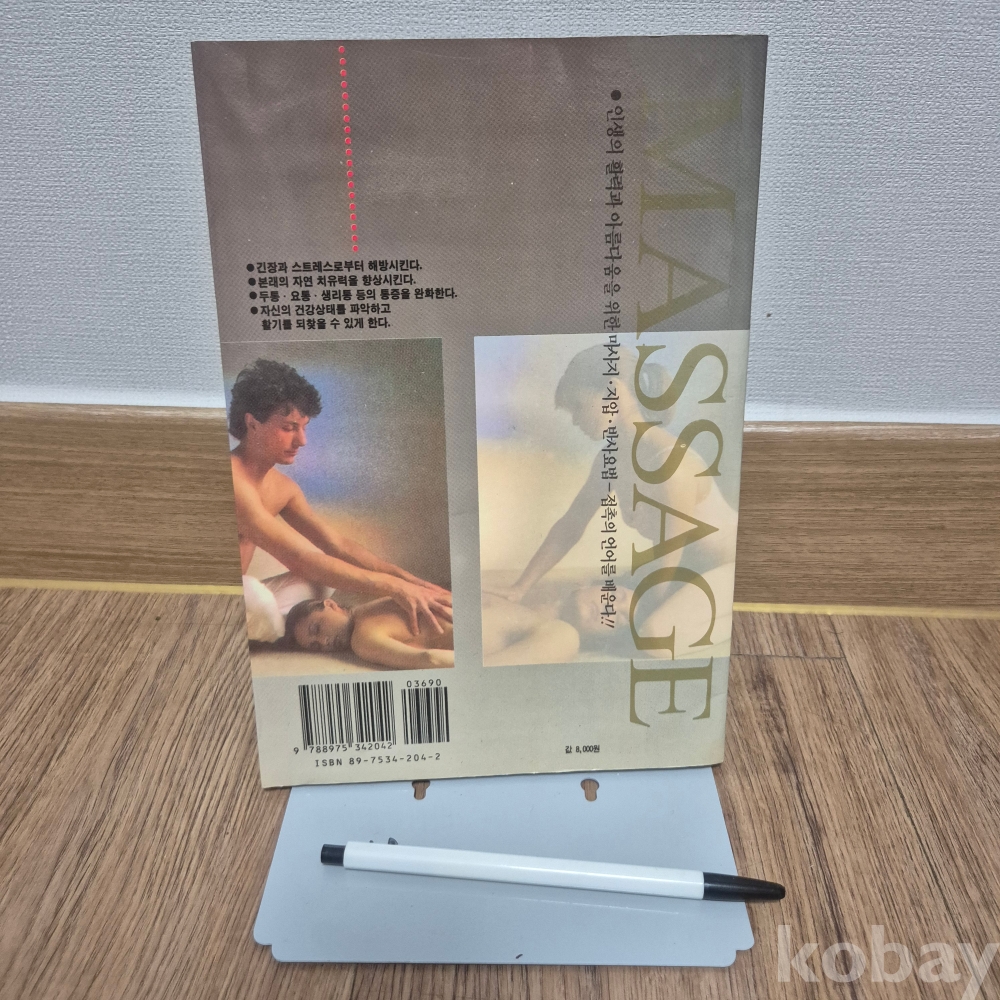 MASSAGE
●인생의 활력과 아름다움을 위한 마사지·지압·반사요법–접촉의 언어를 배운다!!
●긴장과 스트레스로부터 해방시킨다.
●본래의 자연 치유력을 향상시킨다.
●두통·요통·생리통 등의 통증을 완화한다.
●자신의 건강상태를 파악하고
활기를 되찾을 수 있게 한다.
03690
9 788975 342042
ISBN 89-7534-204-2
값 8,000원
kobay